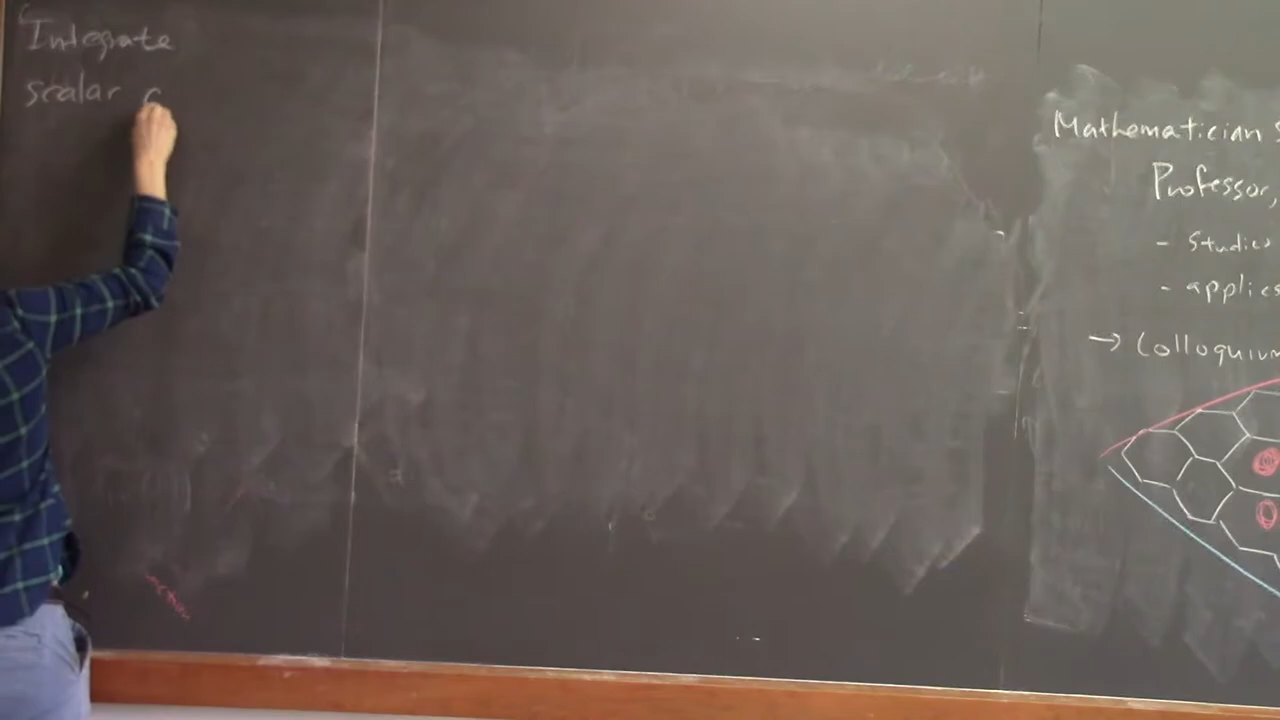 Integrate
scalar
Mathematician
Professor,
- Studies
- applies
→ Colloquium